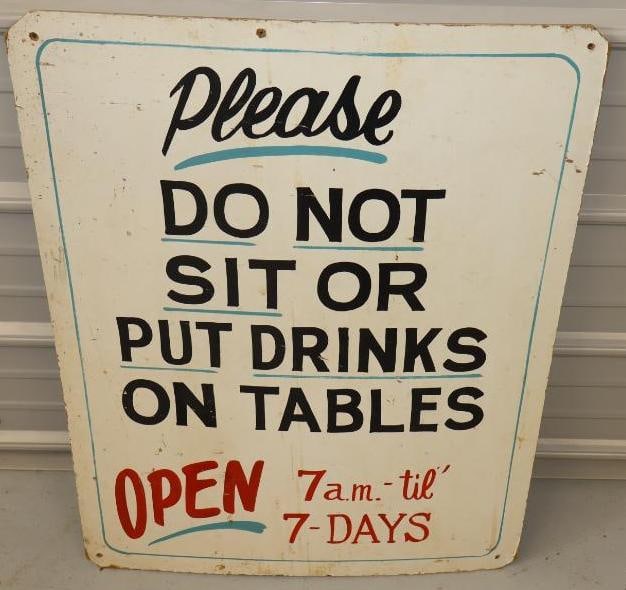 Please
DO NOT
SIT OR
PUT DRINKS
ON TABLES
OPEN 7a.m.-til"
7-DAYS